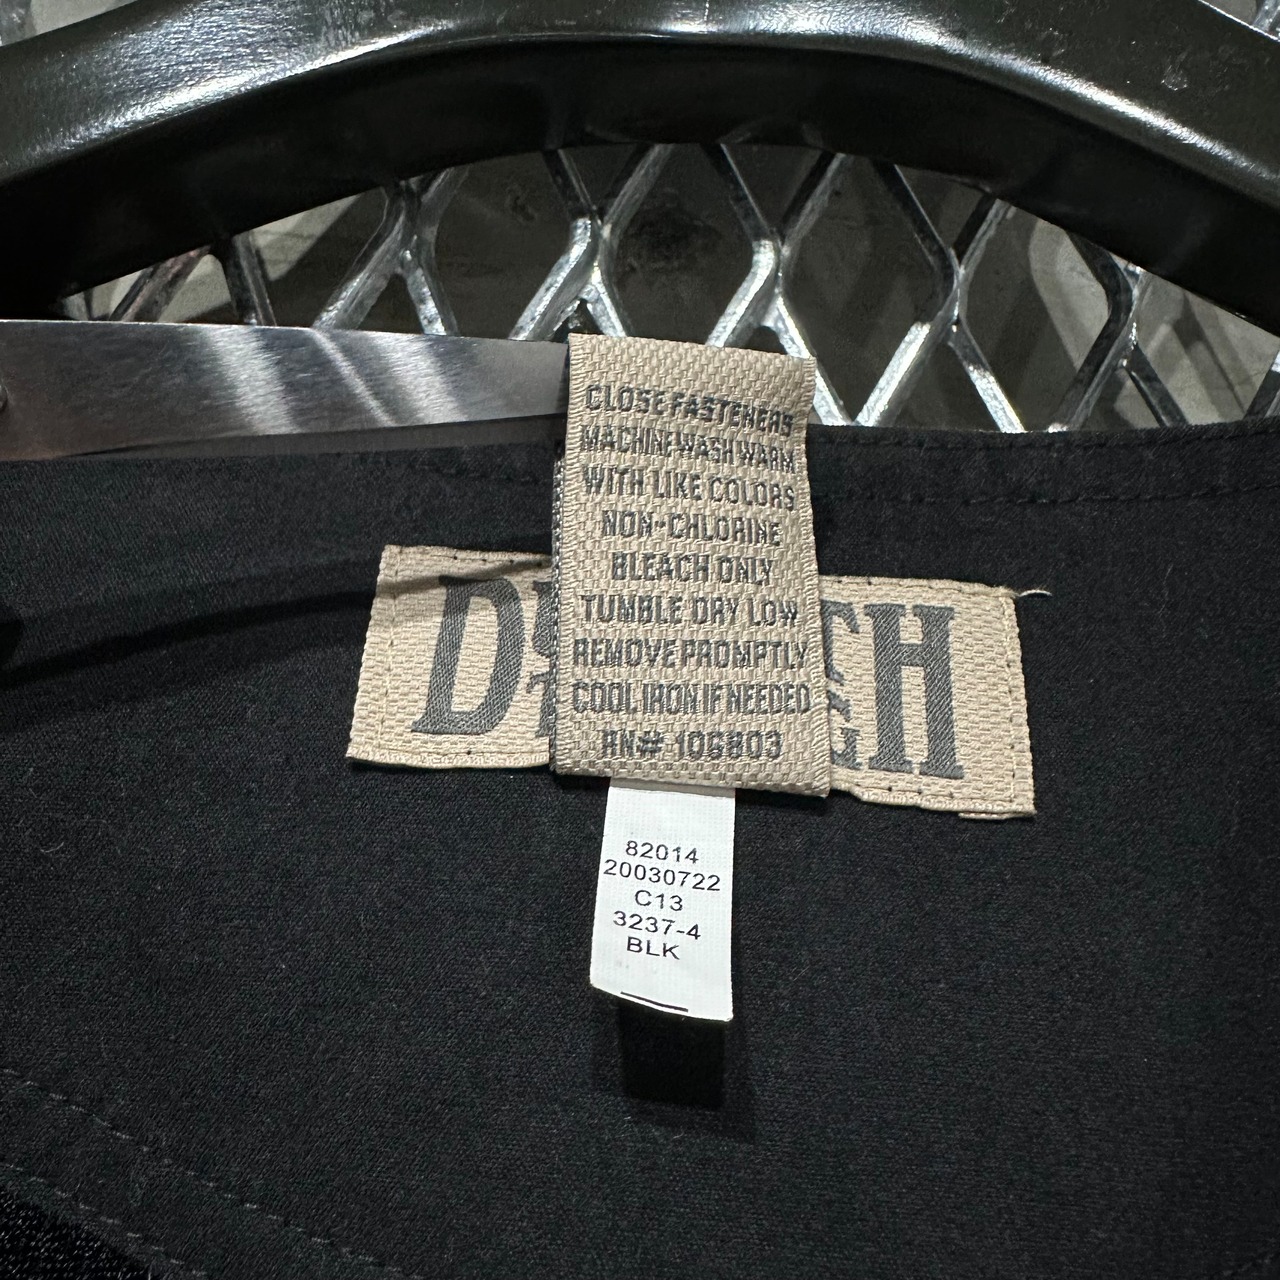 CLOSE FASTENERS
MACHINE WASH WARM
WITH LIKE COLORS
NON-CHLORINE
BLEACH ONLY
TUMBLE DRY LOW
REMOVE PROMPTLY
COOL IRON IF NEEDED
RN# 106803
82014
20030722
C13
3237-4
BLK